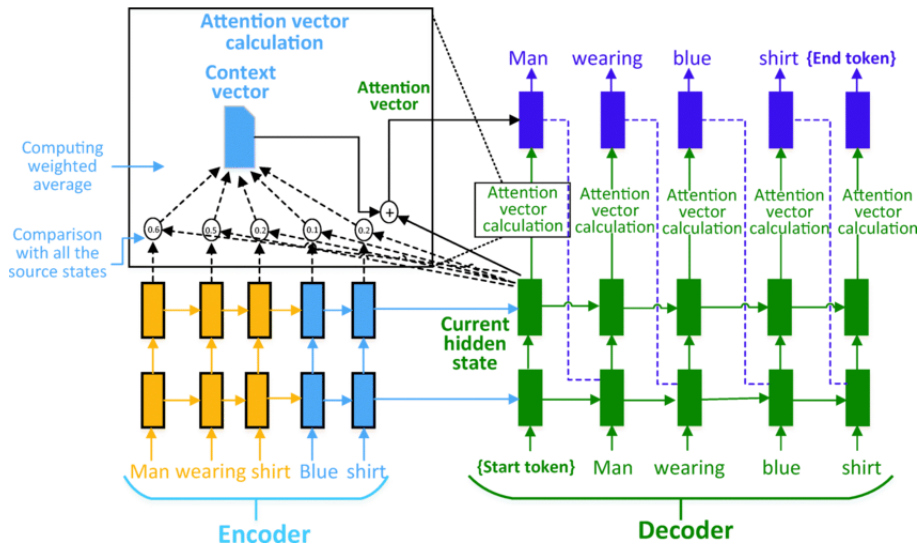 Attention vector
calculation
Context
vector
Attention
vector
Computing
weighted
average
Comparison
with all the
source states
0.6
0.5
0.2
0.1
0.2
+
Man
wearing
blue
shirt
{End token}
Attention
vector
calculation
Attention
vector
calculation
Attention
vector
calculation
Attention
vector
calculation
Attention
vector
calculation
Current
hidden
state
Man wearing shirt Blue shirt
{Start token} Man wearing blue shirt
Encoder
Decoder